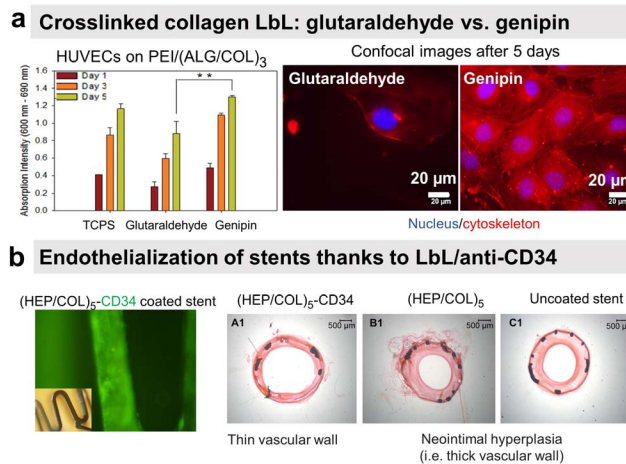 a Crosslinked collagen LbL: glutaraldehyde vs. genipin
HUVECs on PEI/(ALG/COL)3
Confocal images after 5 days
Absorption Intensity (600 nm - 690 nm)
1.6
1.4
1.2
1.0
0.8
0.6
0.4
0.2
0.0
Day 1
Day 3
Day 5
**
TCPS Glutaraldehyde Genipin
Glutaraldehyde
20 µm
20 µm
Genipin
20 µm
20 µm
Nucleus/cytoskeleton
b Endothelialization of stents thanks to LbL/anti-CD34
(HEP/COL)5-CD34 coated stent
(HEP/COL)5-CD34
(HEP/COL)5
Uncoated stent
A1
500 µm
B1
500 µm
C1
500 µm
Thin vascular wall
Neointimal hyperplasia
(i.e. thick vascular wall)